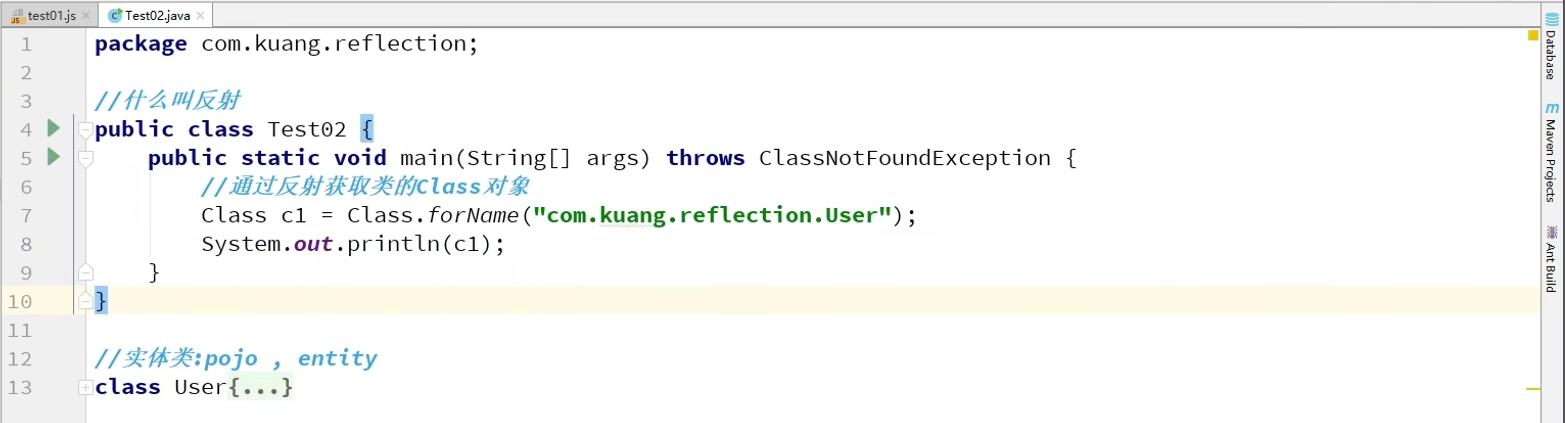 test01.js
Test02.java
1 package com.kuang.reflection;
2
3 //什么叫反射
4 public class Test02 {
5 public static void main(String[] args) throws ClassNotFoundException {
6 //通过反射获取类的Class对象
7 Class c1 = Class.forName("com.kuang.reflection.User");
8 System.out.println(c1);
9 }
10 }
11
12 //实体类:pojo , entity
13 class User{...}
Database
Maven Projects
Ant Build